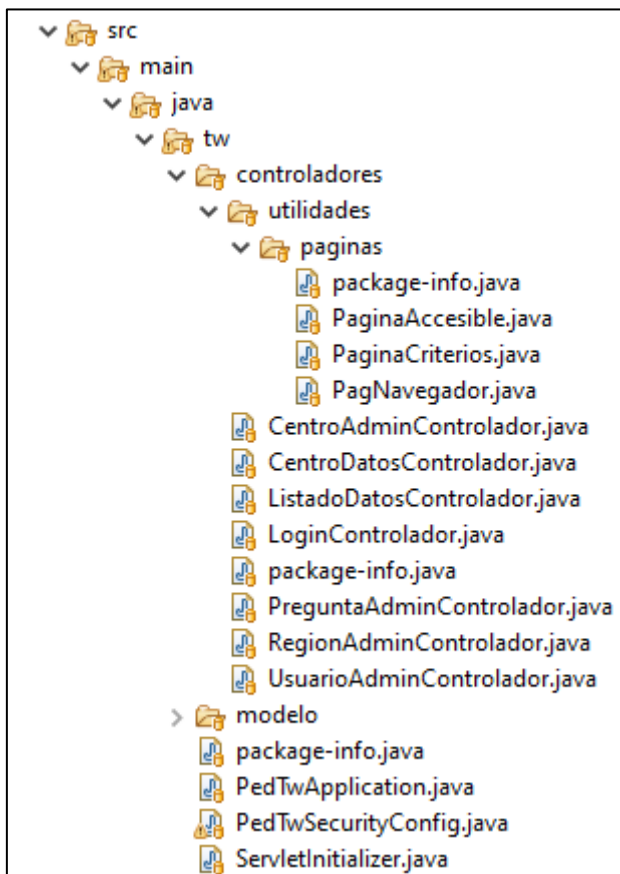 src
main
java
tw
controladores
utilidades
paginas
package-info.java
PaginaAccesible.java
PaginaCriterios.java
PagNavegador.java
CentroAdminControlador.java
CentroDatosControlador.java
ListadoDatosControlador.java
LoginControlador.java
package-info.java
PreguntaAdminControlador.java
RegionAdminControlador.java
UsuarioAdminControlador.java
modelo
package-info.java
PedTwApplication.java
PedTwSecurityConfig.java
ServletInitializer.java